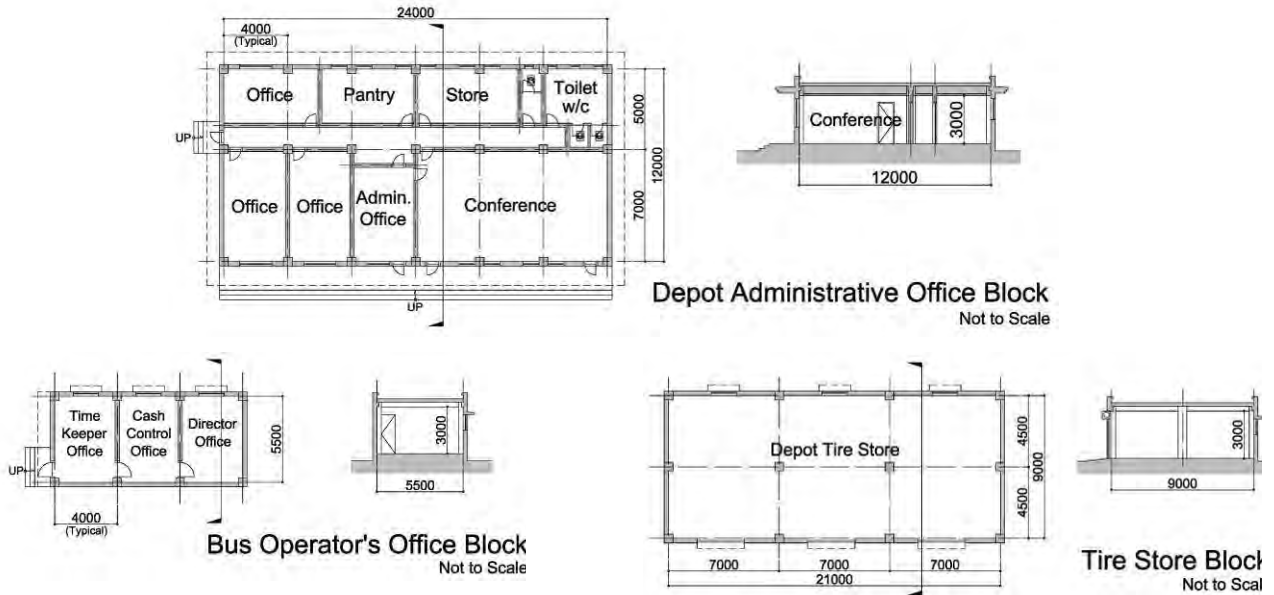 24000
4000
(Typical)
Office
Pantry
Store
Toilet
w/c
UP
5000
12000
7000
Office
Office
Admin.
Office
Conference
UP
Conference
3000
12000
Depot Administrative Office Block
Not to Scale
Time
Keeper
Office
Cash
Control
Office
Director
Office
5500
UP
4000
(Typical)
3000
5500
Bus Operator's Office Block
Not to Scale
Depot Tire Store
4500
9000
4500
7000
7000
7000
21000
3000
9000
Tire Store Block
Not to Scal